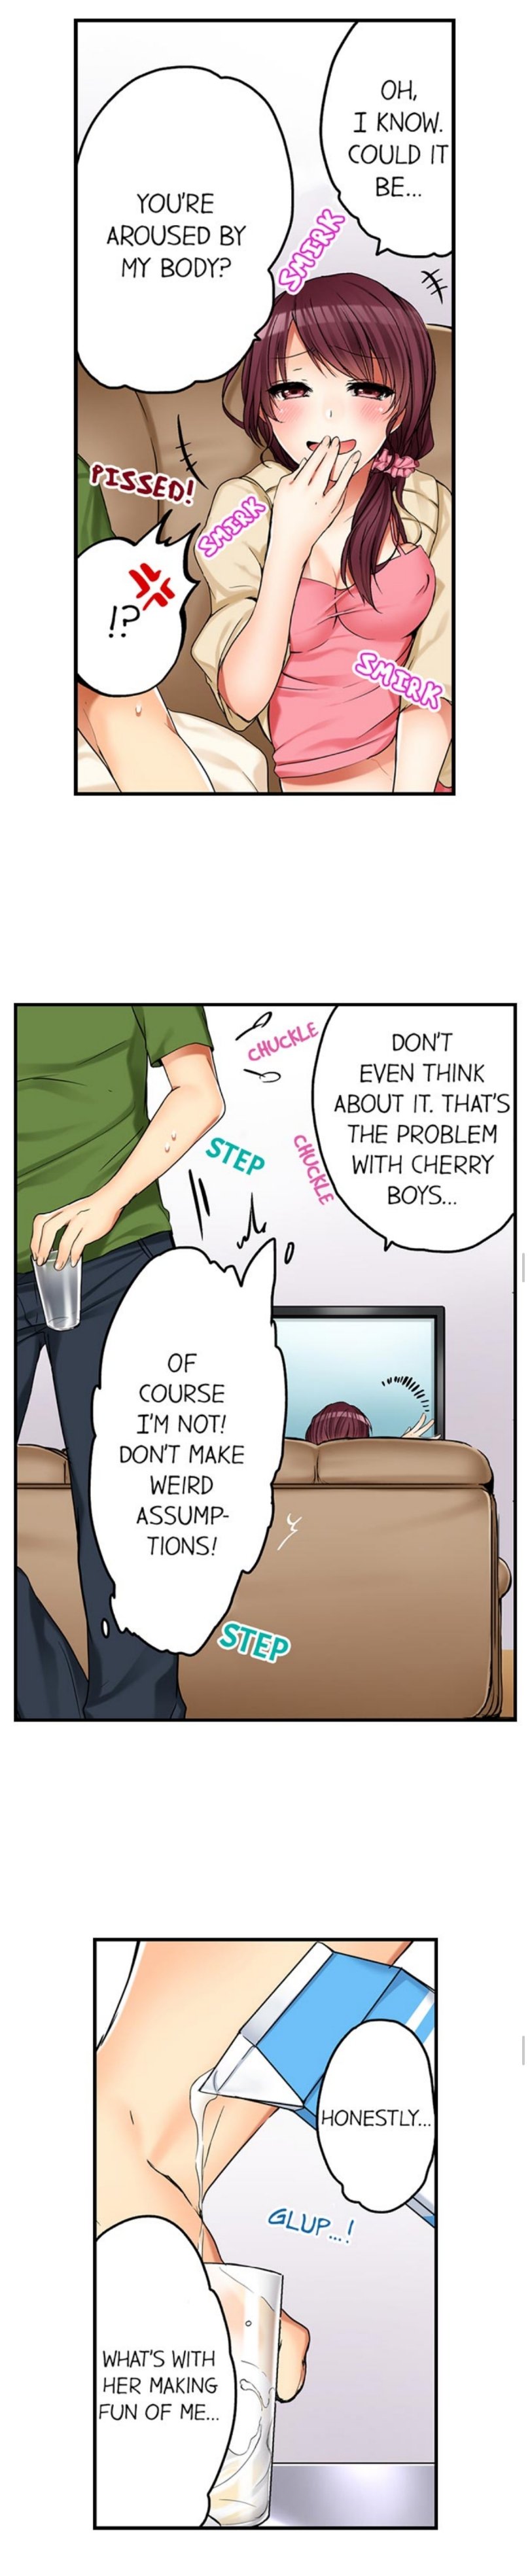 OH,
I KNOW.
COULD IT
BE...
YOU'RE
AROUSED BY
MY BODY?
SMIRK
PISSED!
SMIRK
!?
SMIRK
DON'T
EVEN THINK
ABOUT IT. THAT'S
THE PROBLEM
WITH CHERRY
BOYS...
CHUCKLE
CHUCKLE
STEP
OF
COURSE
I'M NOT!
DON'T MAKE
WEIRD
ASSUMP-
TIONS!
STEP
HONESTLY...
GLUP...!
WHAT'S WITH
HER MAKING
FUN OF ME...